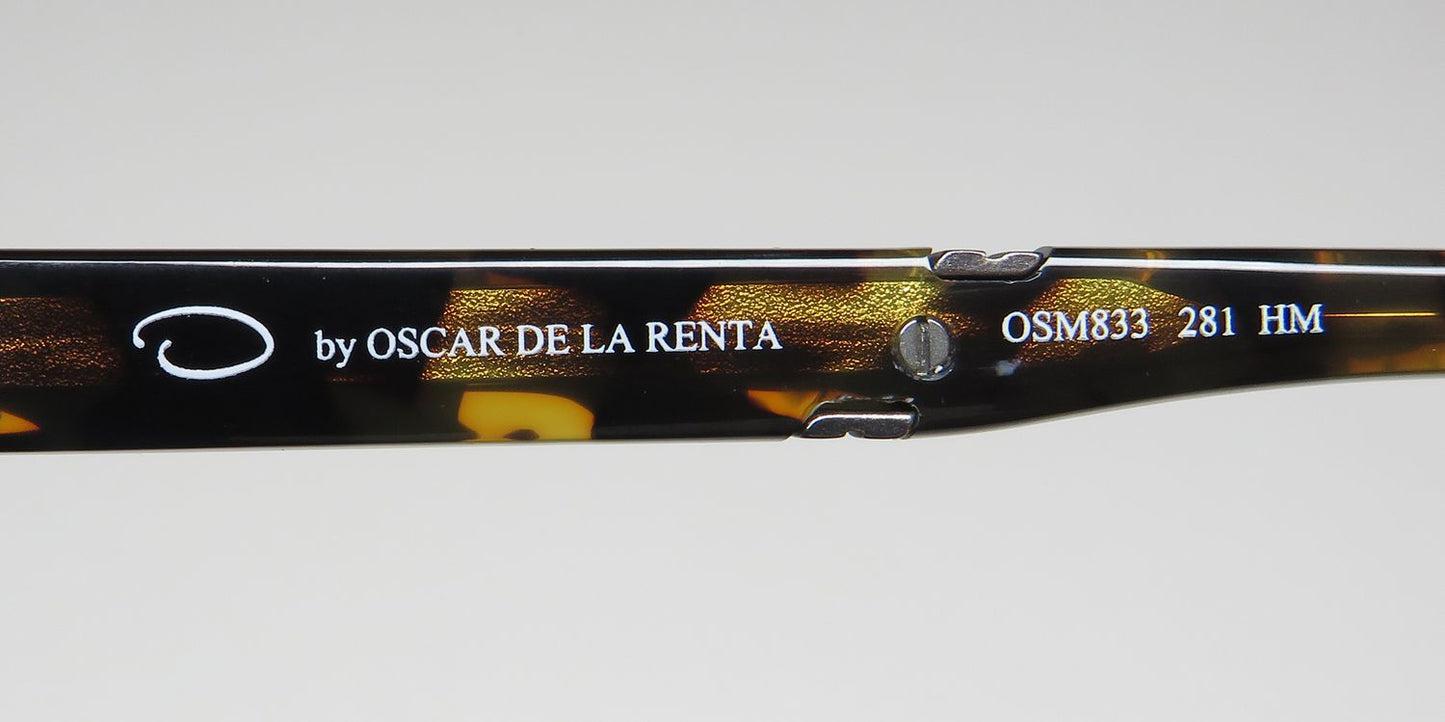 O by OSCAR DE LA RENTA
OSM833 281 HM